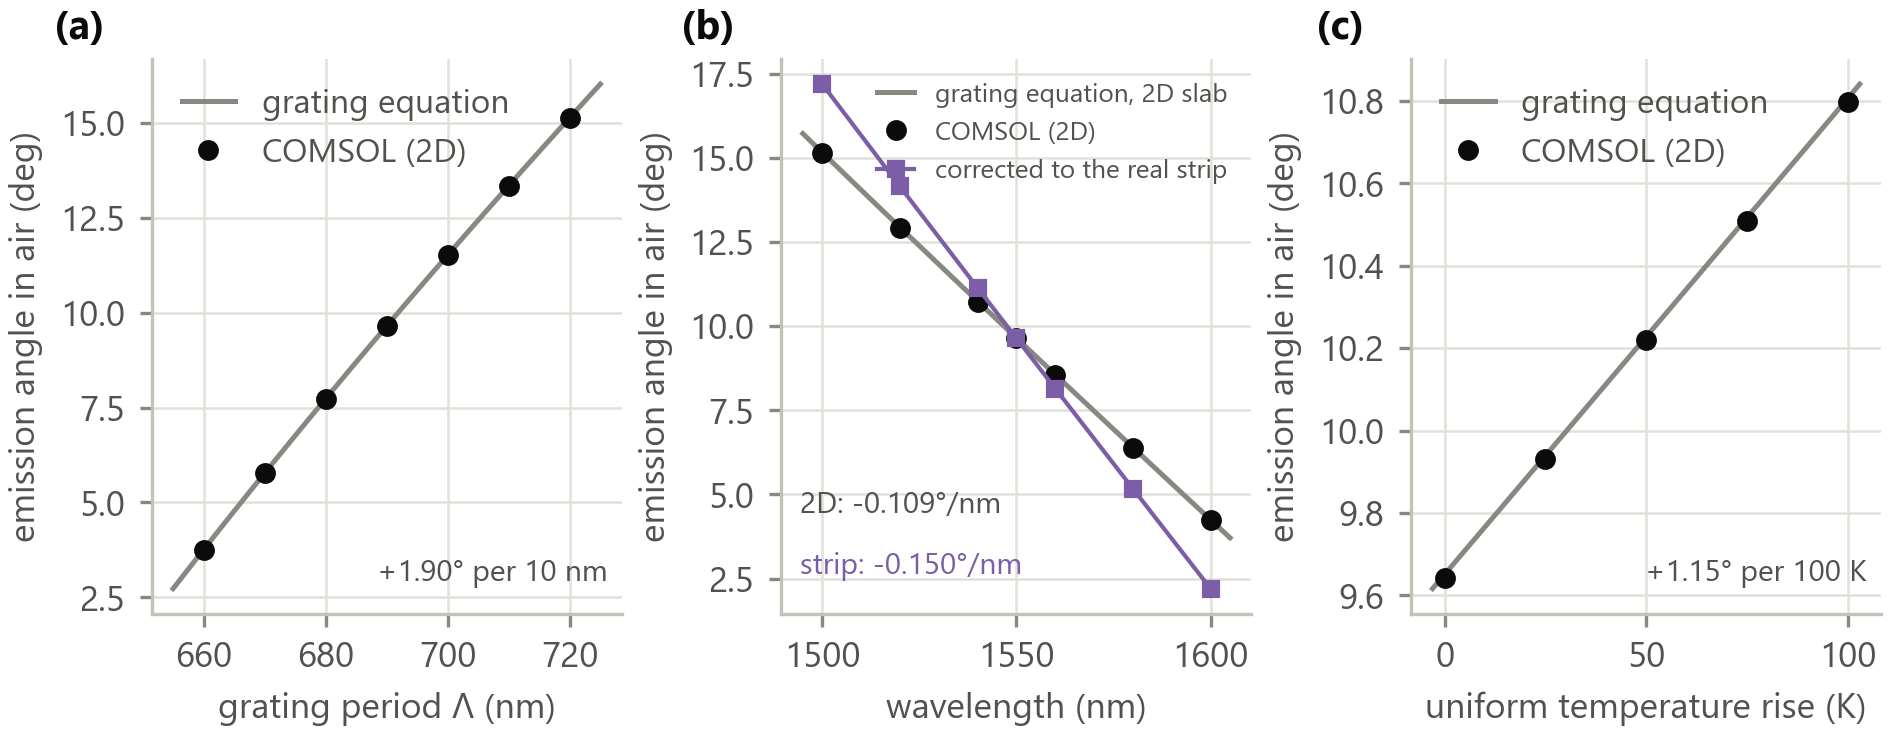 (a)
emission angle in air (deg)
15.0
12.5
10.0
7.5
5.0
2.5
grating equation
COMSOL (2D)
+1.90° per 10 nm
660
680
700
720
grating period Λ (nm)
(b)
emission angle in air (deg)
17.5
15.0
12.5
10.0
7.5
5.0
2.5
grating equation, 2D slab
COMSOL (2D)
corrected to the real strip
2D: -0.109°/nm
strip: -0.150°/nm
1500
1550
1600
wavelength (nm)
(c)
emission angle in air (deg)
10.8
10.6
10.4
10.2
10.0
9.8
9.6
grating equation
COMSOL (2D)
+1.15° per 100 K
0
50
100
uniform temperature rise (K)